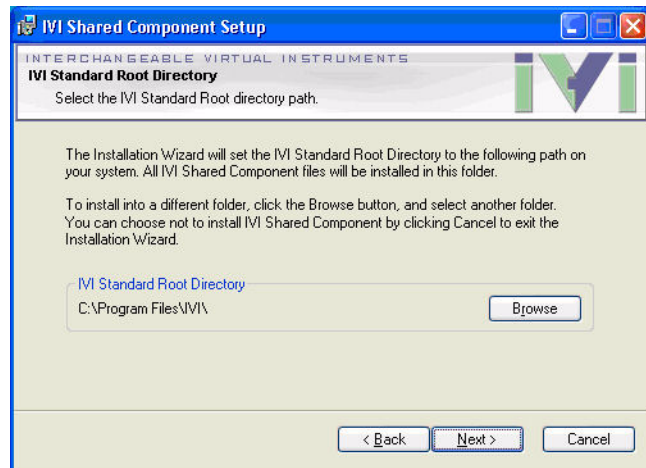 IVI Shared Component Setup
INTERCHANGEABLE VIRTUAL INSTRUMENTS
IVI Standard Root Directory
Select the IVI Standard Root directory path.
IVI
The Installation Wizard will set the IVI Standard Root Directory to the following path on
your system. All IVI Shared Component files will be installed in this folder.
To install into a different folder, click the Browse button, and select another folder.
You can choose not to install IVI Shared Component by clicking Cancel to exit the
Installation Wizard.
IVI Standard Root Directory
C:\Program Files\IVI\
Browse
< Back
Next >
Cancel